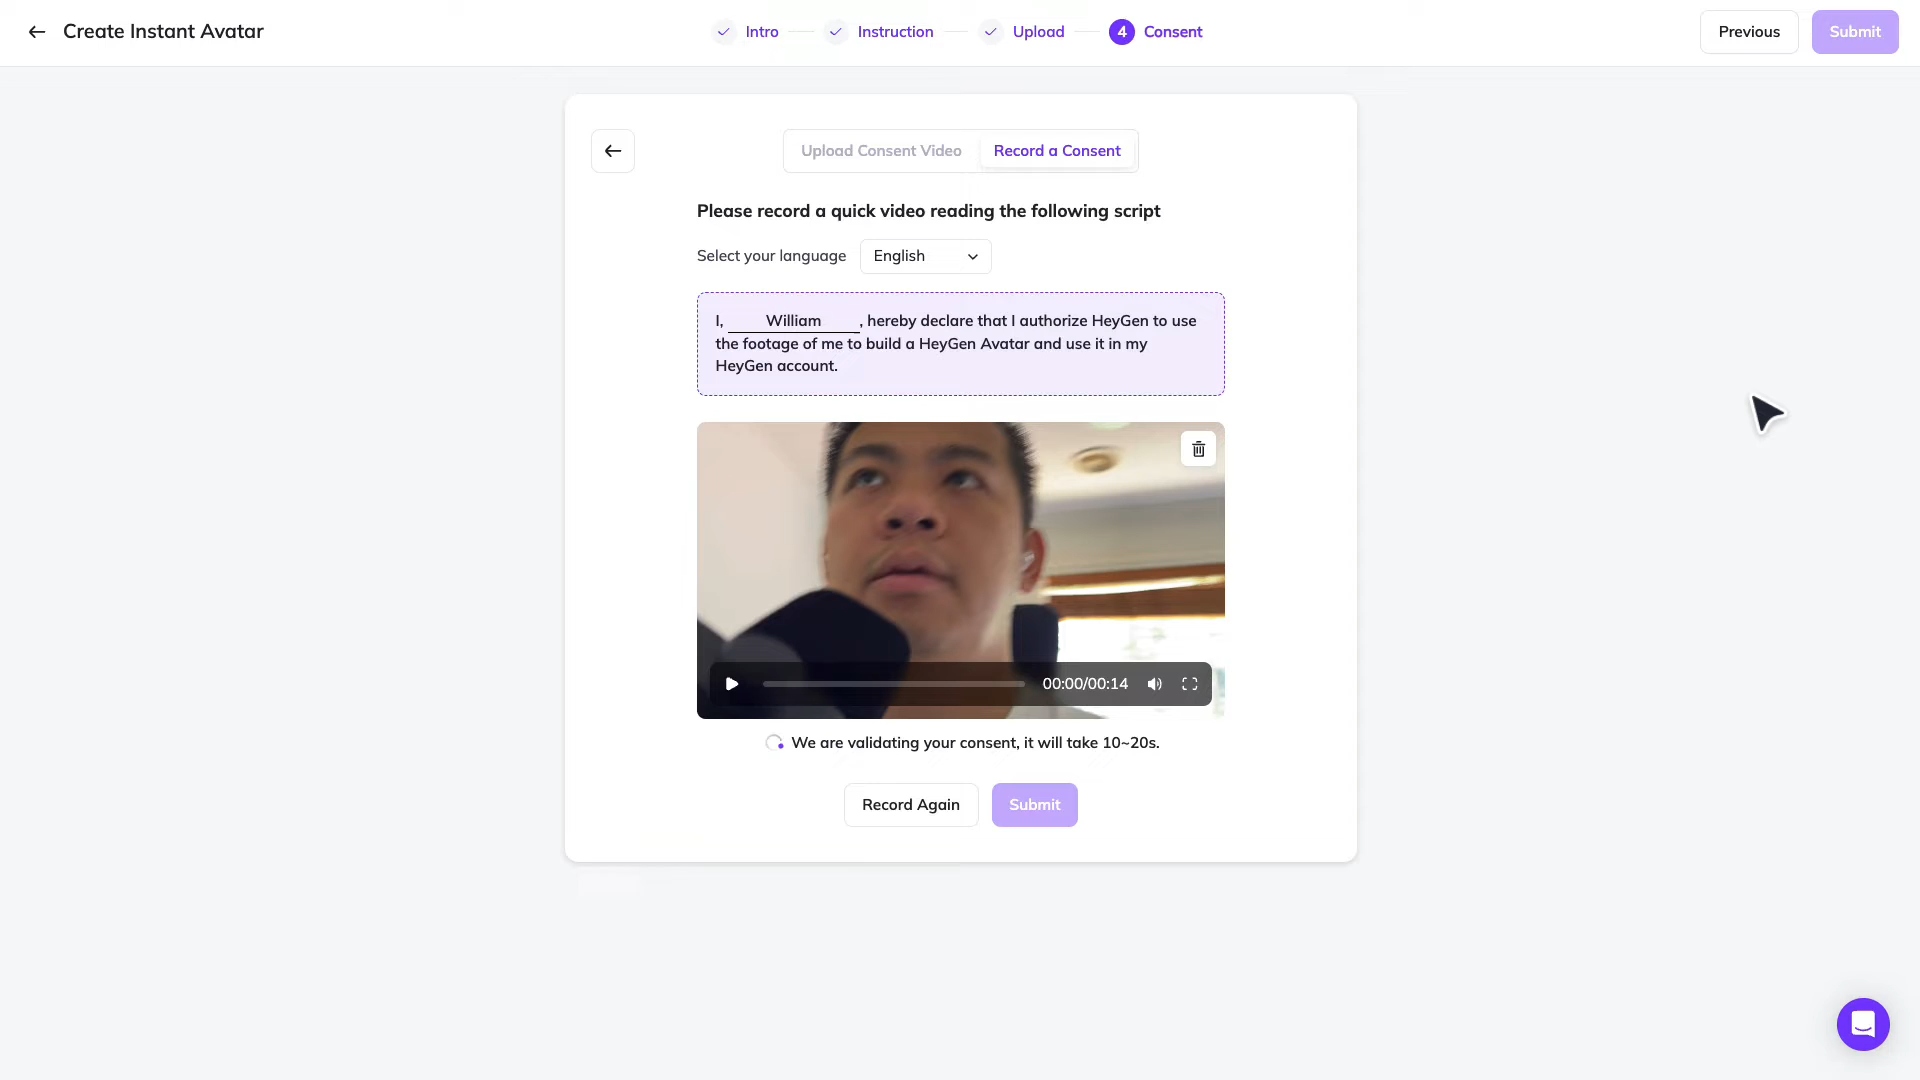 Create Instant Avatar
Intro
Instruction
Upload
4 Consent
Previous
Submit
Upload Consent Video
Record a Consent
Please record a quick video reading the following script
Select your language English
I, William, hereby declare that I authorize HeyGen to use
the footage of me to build a HeyGen Avatar and use it in my
HeyGen account.
00:00/00:14
We are validating your consent, it will take 10~20s.
Record Again
Submit